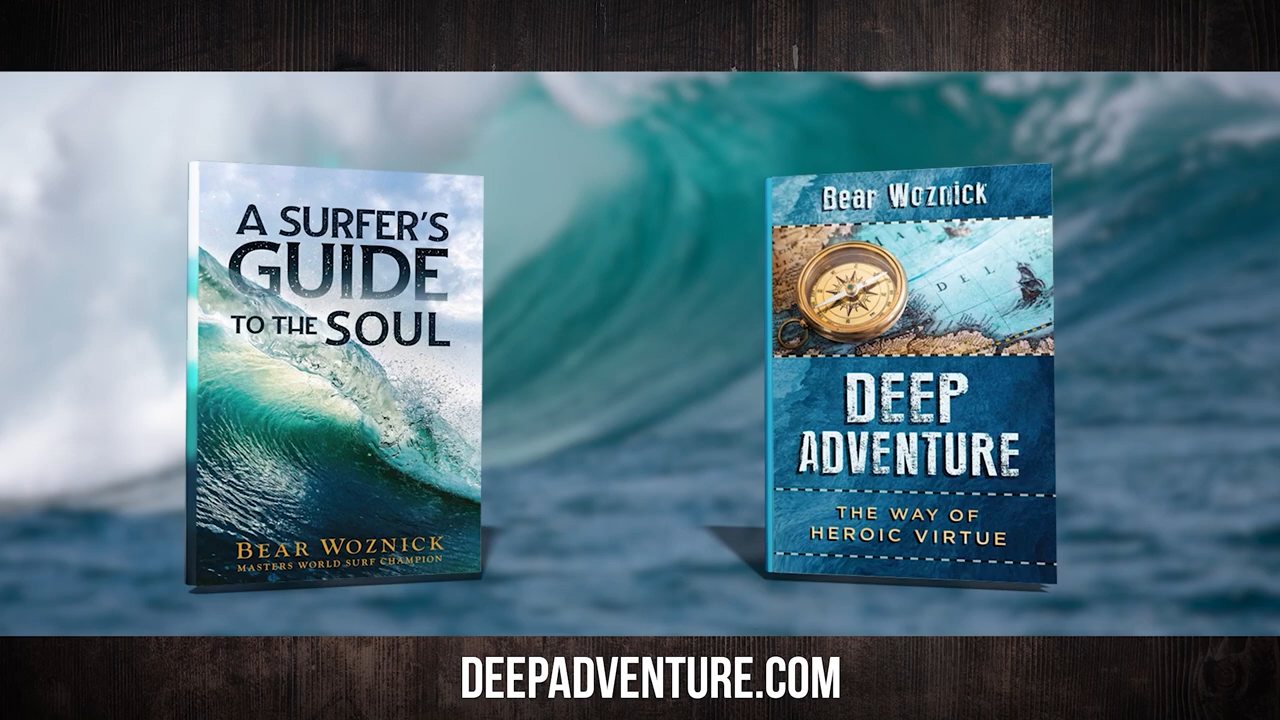 A SURFER'S
GUIDE
TO THE SOUL
BEAR WOZNICK
MASTERS WORLD SURF CHAMPION
Bear Woznick
DEL
DEEP
ADVENTURE
THE WAY OF
HEROIC VIRTUE
DEEPADVENTURE.COM